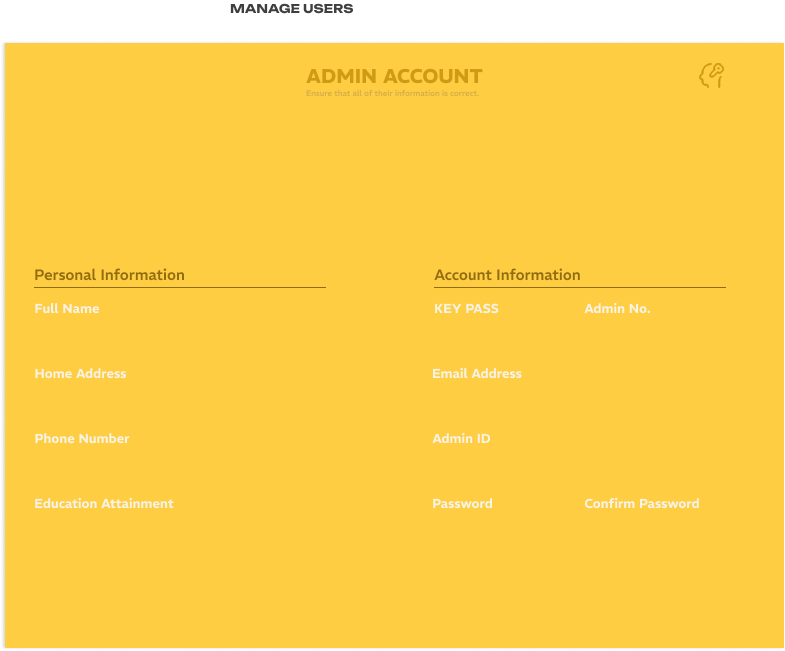 MANAGE USERS
ADMIN ACCOUNT
Ensure that all of their information is correct.
Personal Information
Full Name
Home Address
Phone Number
Education Attainment
Account Information
KEY PASS Admin No.
Email Address
Admin ID
Password Confirm Password